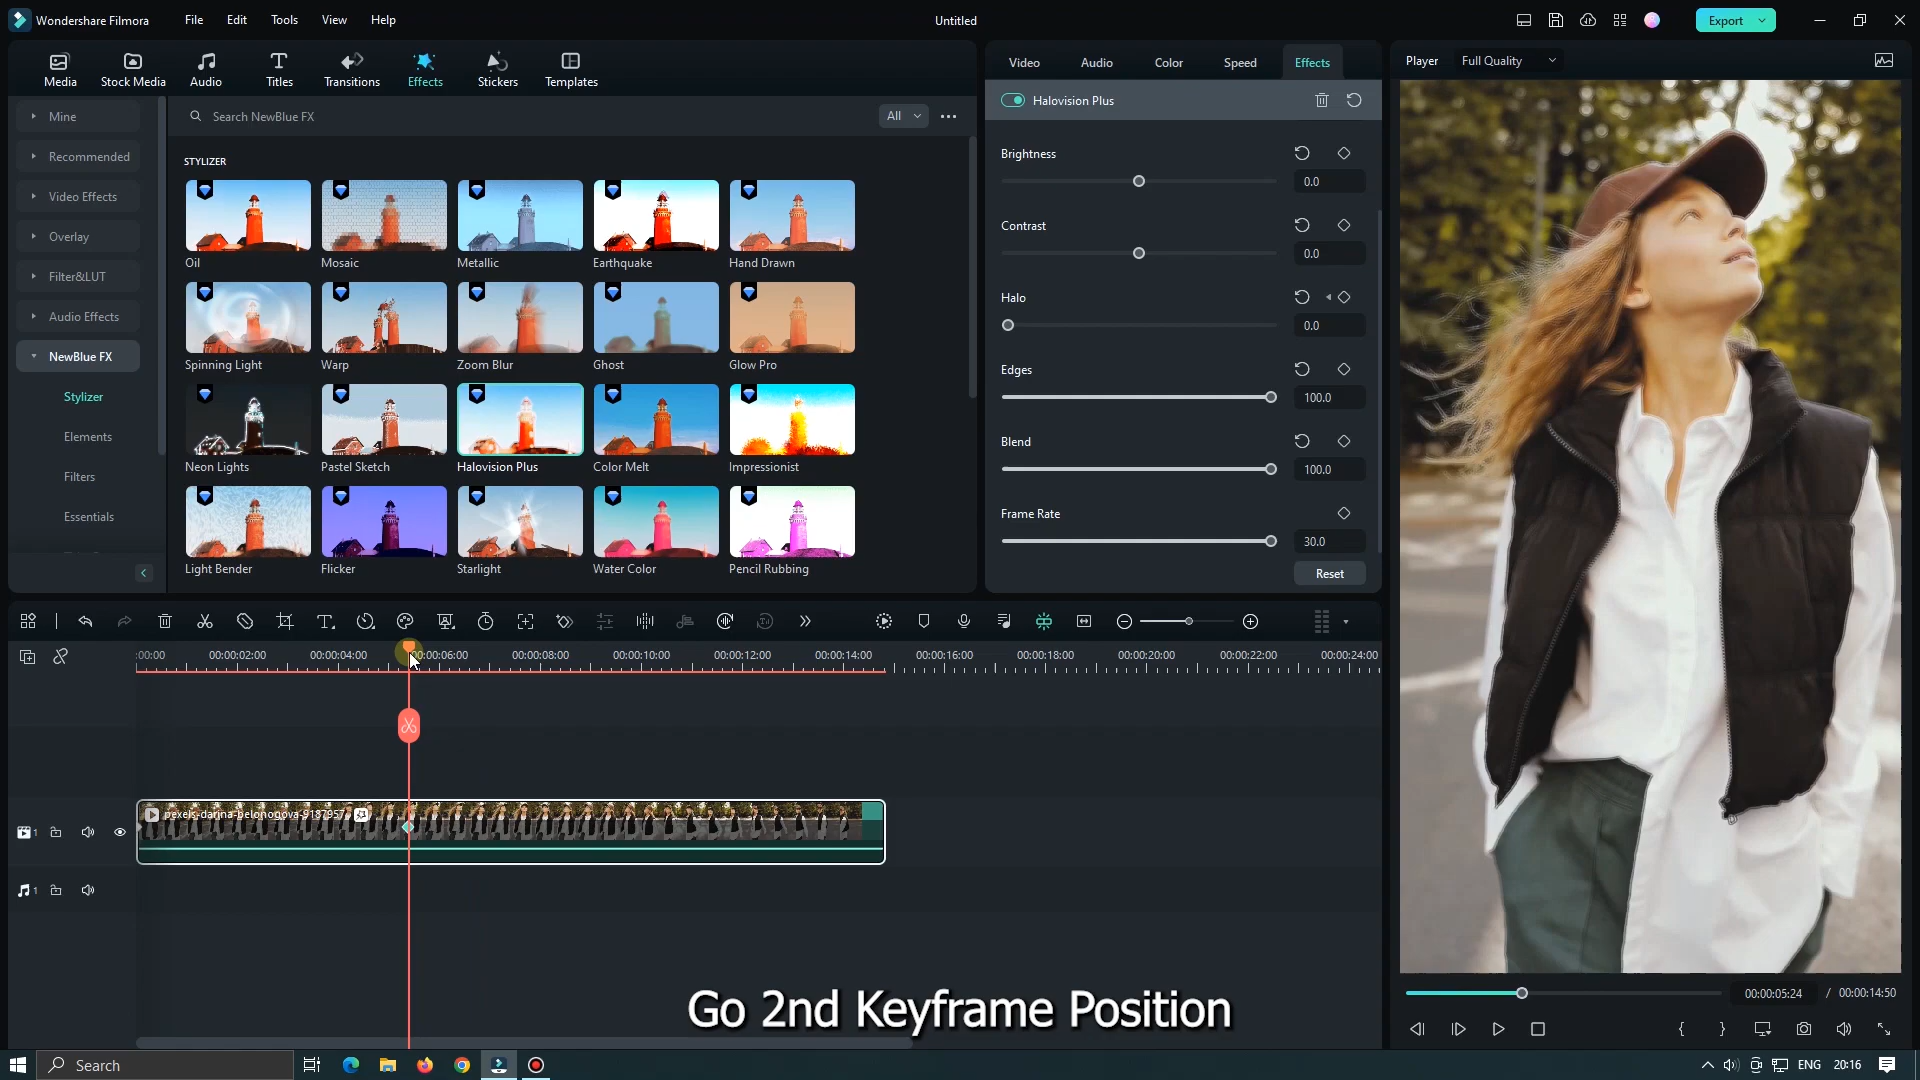 Wondershare Filmora
File
Edit
Tools
View
Help
Untitled
Export
Media
Stock Media
Audio
Titles
Transitions
Effects
Stickers
Templates
Video
Audio
Color
Speed
Effects
Player
Full Quality
Mine
Recommended
Video Effects
Overlay
Filter&LUT
Audio Effects
NewBlue FX
Stylizer
Elements
Filters
Essentials
Search NewBlue FX
All
STYLIZER
Oil
Mosaic
Metallic
Earthquake
Hand Drawn
Spinning Light
Warp
Zoom Blur
Ghost
Glow Pro
Neon Lights
Pastel Sketch
Halovision Plus
Color Melt
Impressionist
Light Bender
Flicker
Starlight
Water Color
Pencil Rubbing
Halovision Plus
Brightness
0.0
Contrast
0.0
Halo
0.0
Edges
100.0
Blend
100.0
Frame Rate
30.0
Reset
:00:00
00:00:02:00
00:00:04:00
00:00:06:00
00:00:08:00
00:00:10:00
00:00:12:00
00:00:14:00
00:00:16:00
00:00:18:00
00:00:20:00
00:00:22:00
00:00:24:00
pexels-darina-belonogova-9187957
1
1
Go 2nd Keyframe Position
00:00:05:24 / 00:00:14:50
Search
ENG
20:16